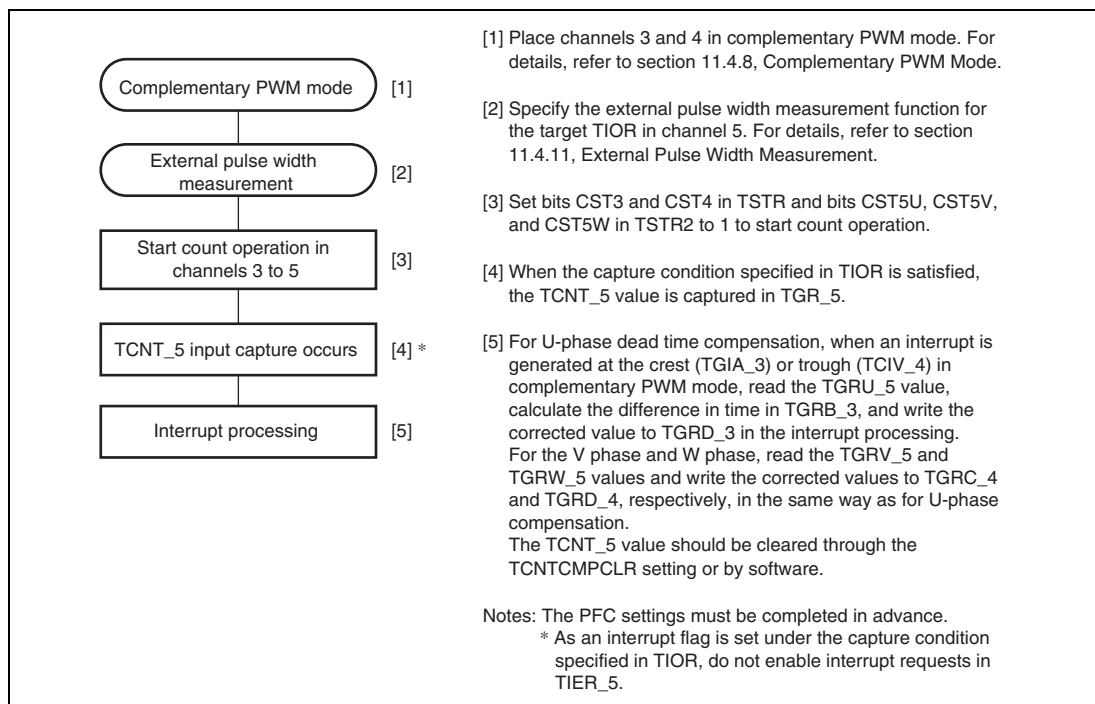 Complementary PWM mode [1]
External pulse width
measurement
[2]
Start count operation in
channels 3 to 5
[3]
TCNT_5 input capture occurs [4] *
Interrupt processing [5]
[1] Place channels 3 and 4 in complementary PWM mode. For
details, refer to section 11.4.8, Complementary PWM Mode.
[2] Specify the external pulse width measurement function for
the target TIOR in channel 5. For details, refer to section
11.4.11, External Pulse Width Measurement.
[3] Set bits CST3 and CST4 in TSTR and bits CST5U, CST5V,
and CST5W in TSTR2 to 1 to start count operation.
[4] When the capture condition specified in TIOR is satisfied,
the TCNT_5 value is captured in TGR_5.
[5] For U-phase dead time compensation, when an interrupt is
generated at the crest (TGIA_3) or trough (TCIV_4) in
complementary PWM mode, read the TGRU_5 value,
calculate the difference in time in TGRB_3, and write the
corrected value to TGRD_3 in the interrupt processing.
For the V phase and W phase, read the TGRV_5 and
TGRW_5 values and write the corrected values to TGRC_4
and TGRD_4, respectively, in the same way as for U-phase
compensation.
The TCNT_5 value should be cleared through the
TCNTCMPCLR setting or by software.
Notes: The PFC settings must be completed in advance.
* As an interrupt flag is set under the capture condition
specified in TIOR, do not enable interrupt requests in
TIER_5.